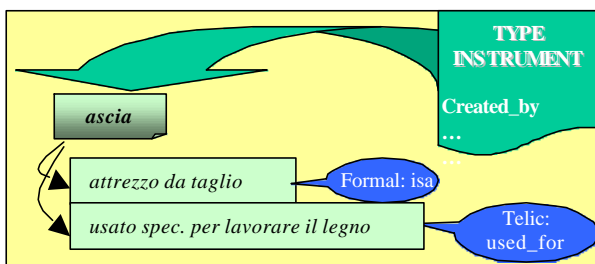 TYPE
INSTRUMENT
Created_by
…
…
ascia
attrezzo da taglio
Formal: isa
usato spec. per lavorare il legno
Telic:
used_for